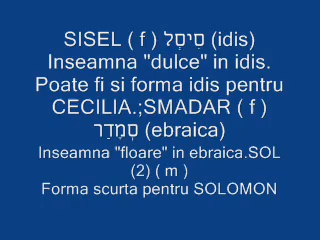 SISEL ( f ) סִיסְל (idis)
Inseamna "dulce" in idis.
Poate fi si forma idis pentru
CECILIA.;SMADAR ( f )
סְמְדַר (ebraica)
Inseamna "floare" in ebraica.SOL
(2) ( m )
Forma scurta pentru SOLOMON